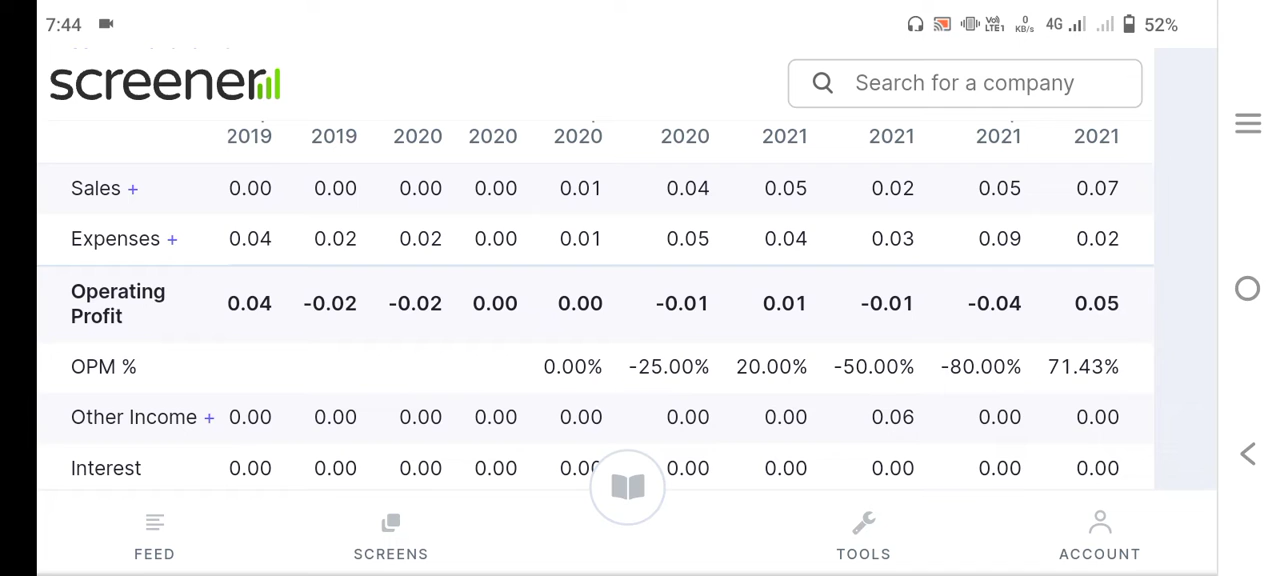 7:44 Vo) LTE1 0 KB/s 4G 52%
screener Search for a company
2019 2019 2020 2020 2020 2020 2021 2021 2021 2021
Sales + 0.00 0.00 0.00 0.00 0.01 0.04 0.05 0.02 0.05 0.07
Expenses + 0.04 0.02 0.02 0.00 0.01 0.05 0.04 0.03 0.09 0.02
Operating
Profit 0.04 -0.02 -0.02 0.00 0.00 -0.01 0.01 -0.01 -0.04 0.05
OPM % 0.00% -25.00% 20.00% -50.00% -80.00% 71.43%
Other Income + 0.00 0.00 0.00 0.00 0.00 0.00 0.00 0.06 0.00 0.00
Interest 0.00 0.00 0.00 0.00 0.00 0.00 0.00 0.00 0.00 0.00
FEED SCREENS TOOLS ACCOUNT